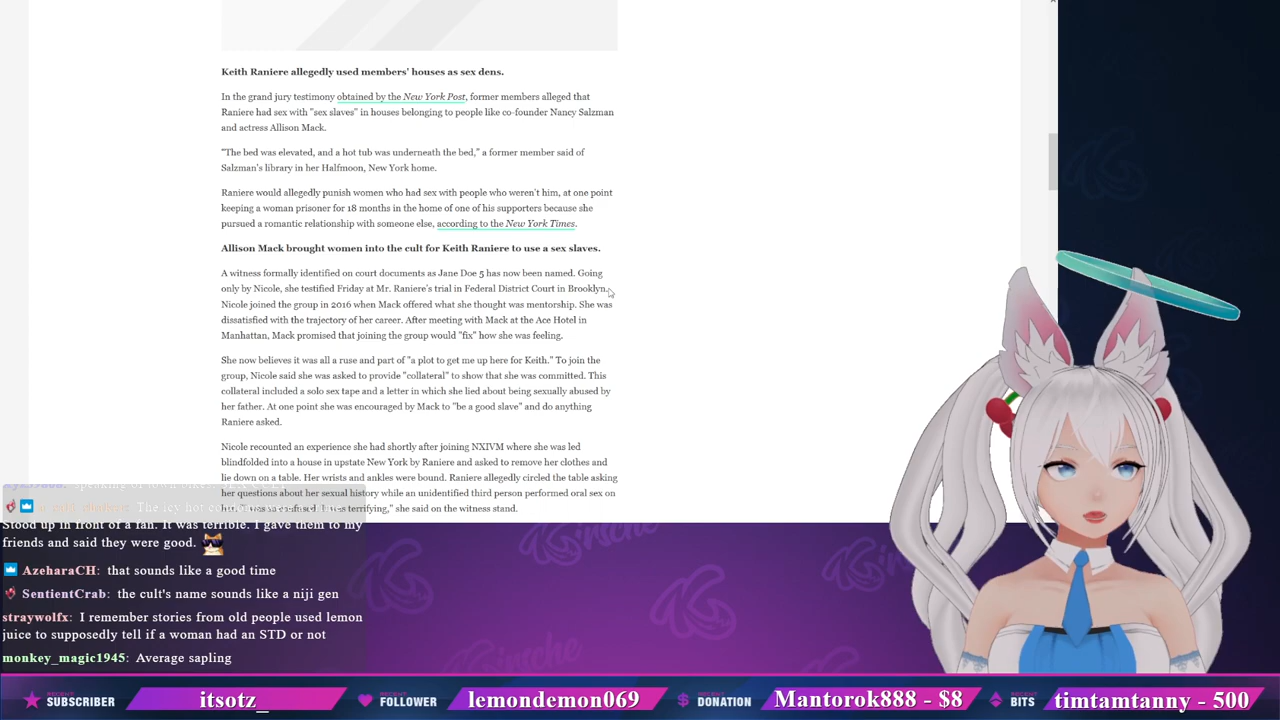 Keith Raniere allegedly used members' houses as sex dens.
In the grand jury testimony obtained by the New York Post, former members alleged that
Raniere had sex with "sex slaves" in houses belonging to people like co-founder Nancy Salzman
and actress Allison Mack.
"The bed was elevated, and a hot tub was underneath the bed," a former member said of
Salzman's library in her Halfmoon, New York home.
Raniere would allegedly punish women who had sex with people who weren't him, at one point
keeping a woman prisoner for 18 months in the home of one of his supporters because she
pursued a romantic relationship with someone else, according to the New York Times.
Allison Mack brought women into the cult for Keith Raniere to use a sex slaves.
A witness formally identified on court documents as Jane Doe 5 has now been named. Going
only by Nicole, she testified Friday at Mr. Raniere's trial in Federal District Court in Brooklyn.
Nicole joined the group in 2016 when Mack offered what she thought was mentorship. She was
dissatisfied with the trajectory of her career. After meeting with Mack at the Ace Hotel in
Manhattan, Mack promised that joining the group would "fix" how she was feeling.
She now believes it was all a ruse and part of "a plot to get me up here for Keith." To join the
group, Nicole said she was asked to provide "collateral" to show that she was committed. This
collateral included a solo sex tape and a letter in which she lied about being sexually abused by
her father. At one point she was encouraged by Mack to "be a good slave" and do anything
Raniere asked.
Nicole recounted an experience she had shortly after joining NXIVM where she was led
blindfolded into a house in upstate New York by Raniere and asked to remove her clothes and
lie down on a table. Her wrists and ankles were bound. Raniere allegedly circled the table asking
her questions about her sexual history while an unidentified third person performed oral sex on
terrifying," she said on the witness stand.
The icy hot
Stood up in front of a fan. It was terrible. I gave them to my
friends and said they were good.
AzeharaCH: that sounds like a good time
SentientCrab: the cult's name sounds like a niji gen
straywolfx: I remember stories from old people used lemon
juice to supposedly tell if a woman had an STD or not
monkey_magic1945: Average sapling
RECENT SUBSCRIBER itsotz_ RECENT FOLLOWER lemondemon069 RECENT DONATION Mantorok888 - $8 RECENT BITS timtamtanny - 500